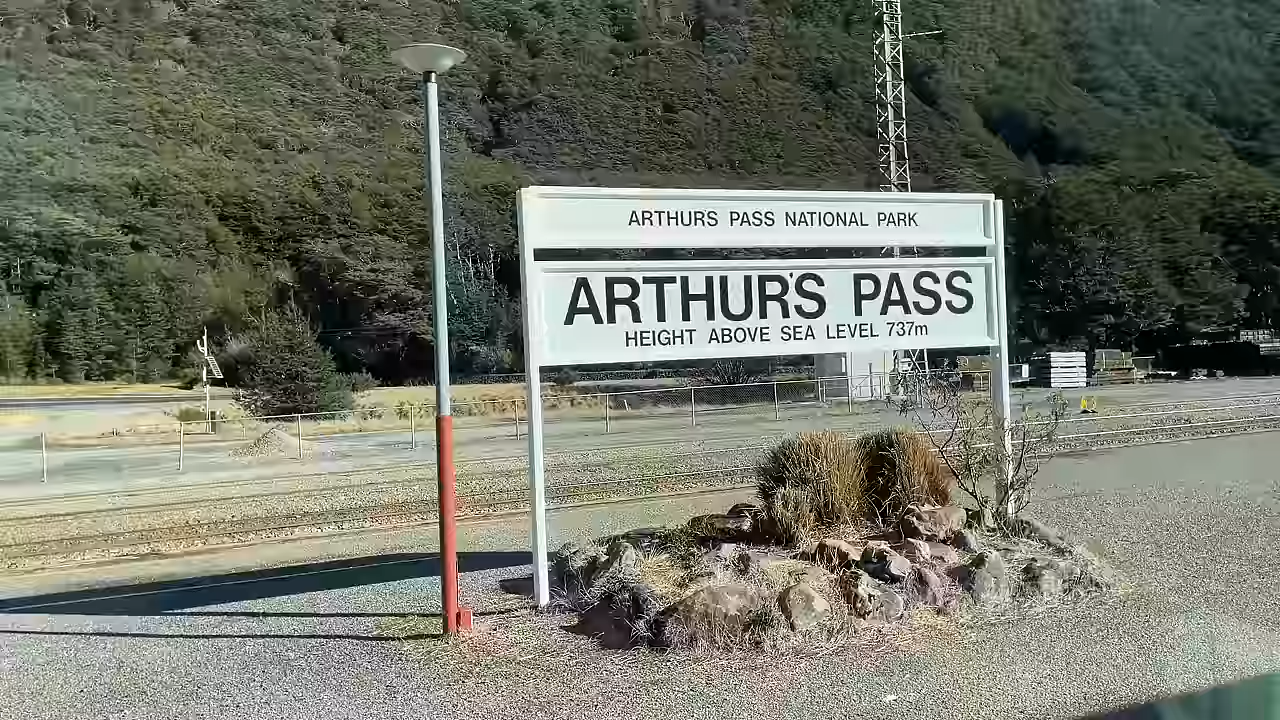 ARTHURS PASS NATIONAL PARK
ARTHUR'S PASS
HEIGHT ABOVE SEA LEVEL 737m